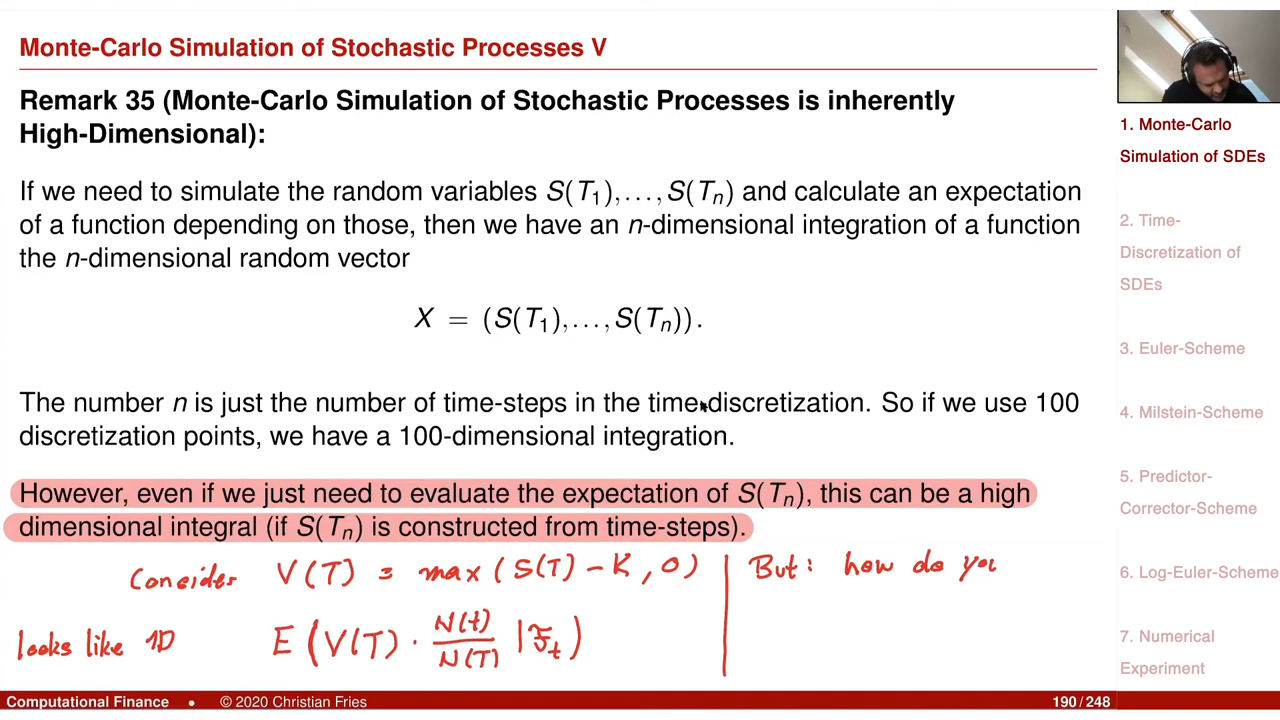 Monte-Carlo Simulation of Stochastic Processes V
Remark 35 (Monte-Carlo Simulation of Stochastic Processes is inherently
High-Dimensional):
If we need to simulate the random variables S(T₁),…,S(Tₙ) and calculate an expectation
of a function depending on those, then we have an n-dimensional integration of a function
the n-dimensional random vector
X = (S(T₁),…,S(Tₙ)).
The number n is just the number of time-steps in the time-discretization. So if we use 100
discretization points, we have a 100-dimensional integration.
However, even if we just need to evaluate the expectation of S(Tₙ), this can be a high
dimensional integral (if S(Tₙ) is constructed from time-steps).
Consider V(T) = max(S(T) − K, 0)
looks like 1D E(V(T) · N(t)/N(T) | ℱₜ)
But: how do you
1. Monte-Carlo
Simulation of SDEs
2. Time-
Discretization of
SDEs
3. Euler-Scheme
4. Milstein-Scheme
5. Predictor-
Corrector-Scheme
6. Log-Euler-Scheme
7. Numerical
Experiment
Computational Finance • © 2020 Christian Fries 190 / 248